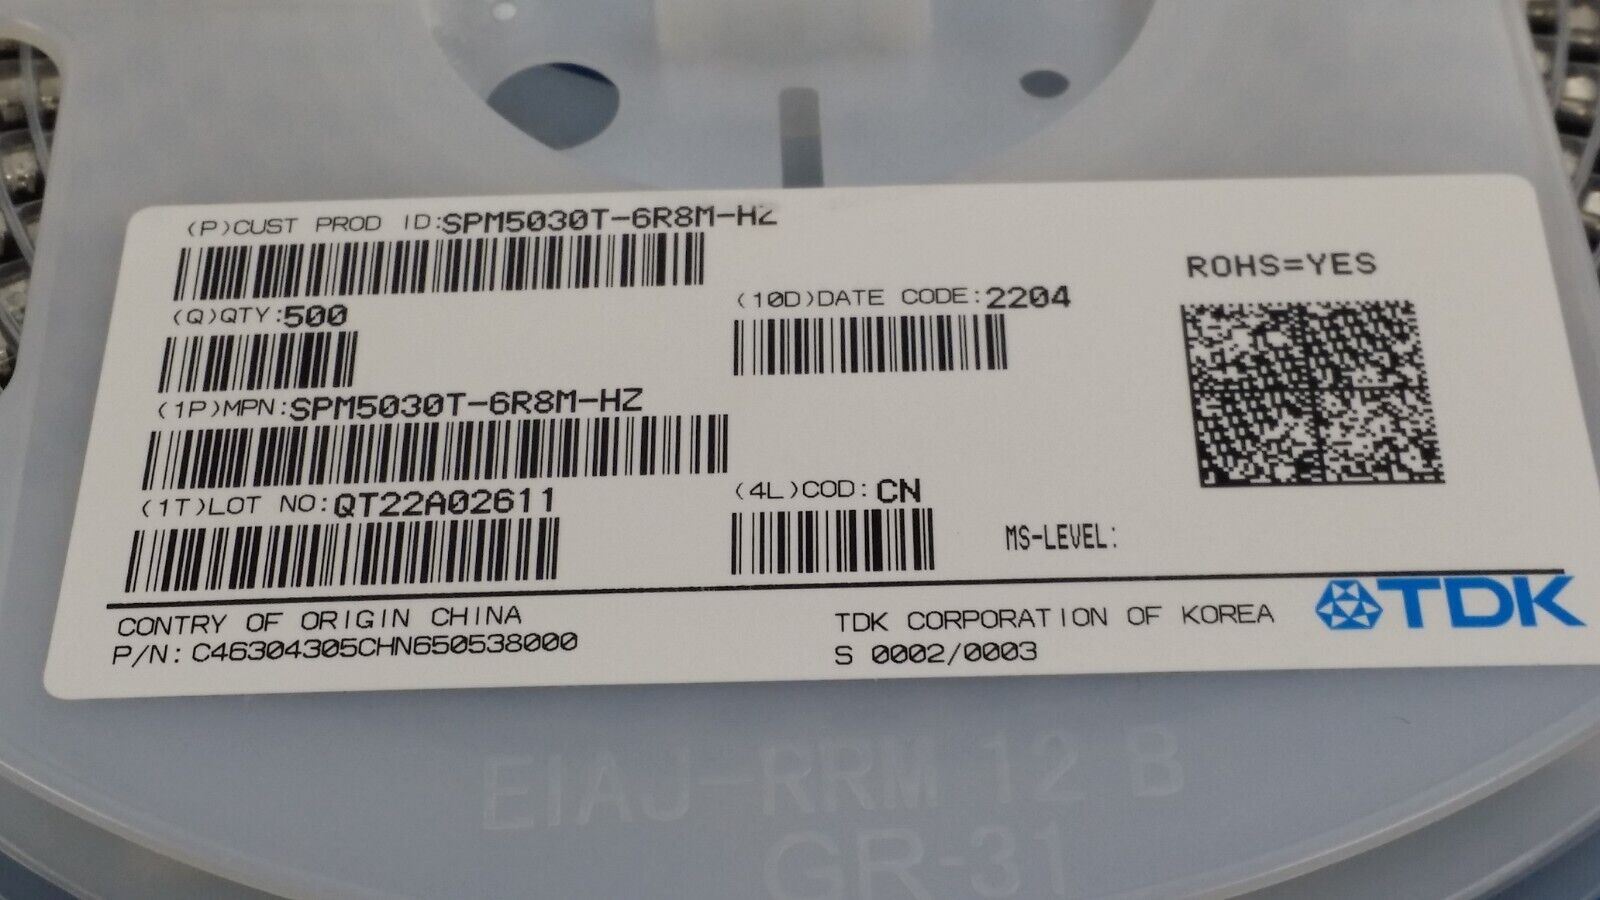 (P)CUST PROD ID:SPM5030T-6R8M-HZ
(Q)QTY:500
(10D)DATE CODE:2204
ROHS=YES
(1P)MPN:SPM5030T-6R8M-HZ
(1T)LOT NO:QT22A02611
(4L)COD:CN
MS-LEVEL:
CONTRY OF ORIGIN CHINA
P/N: C46304305CHN650538000
TDK CORPORATION OF KOREA
S 0002/0003
TDK
EIAJ-RRM 12 B
GR-31